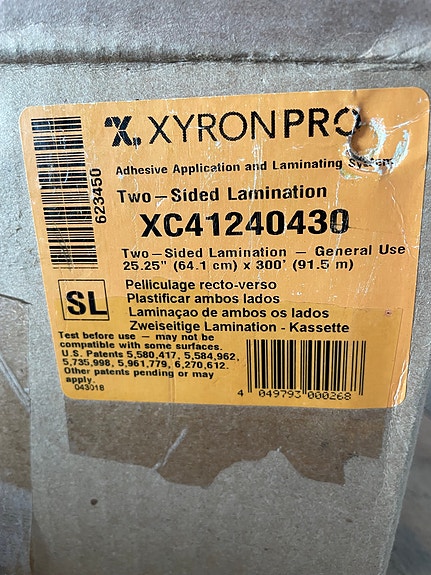 XYRONPRO
Adhesive Application and Laminating System
Two-Sided Lamination
XC41240430
Two-Sided Lamination - General Use
25.25" (64.1 cm) x 300' (91.5 m)
SL
Pelliculage recto-verso
Plastificar ambos lados
Laminaçao de ambos os lados
Zweiseitige Lamination - Kassette
Test before use - may not be
compatible with some surfaces.
U.S. Patents 5,580,417, 5,584,962,
5,735,998, 5,961,779, 6,270,612.
Other patents pending or may
apply.
043018
623450
4 049793 000268